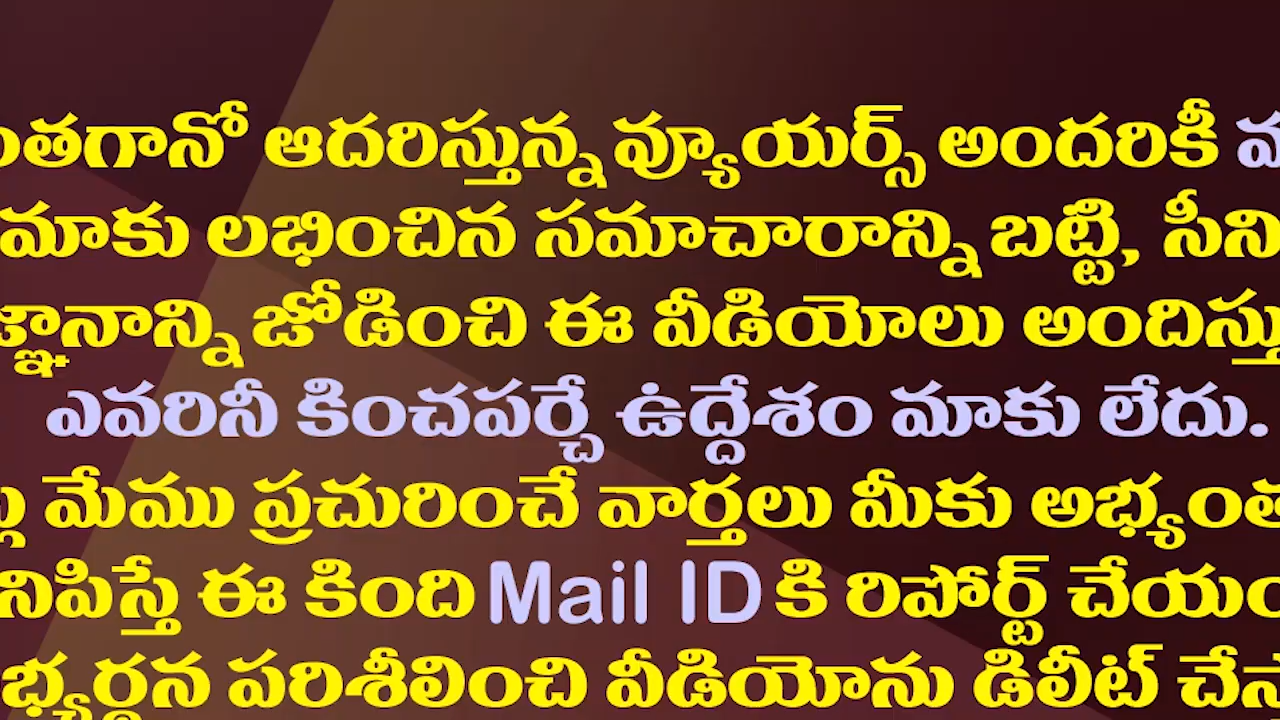 ంతగానో ఆదరిస్తున్న వ్యూయర్స్ అందరికీ
మాకు లభించిన సమాచారాన్ని బట్టి, సీని
జ్ఞానాన్ని జోడించి ఈ వీడియోలు అందిస్తు
ఎవరినీ కించపర్చే ఉద్దేశం మాకు లేదు.
మేము ప్రచురించే వార్తలు మీకు అభ్యంత
నిపిస్తే ఈ కింది Mail ID కి రిపోర్ట్ చేయం
భ్యర్థన పరిశీలించి వీడియోను డిలీట్ చేస